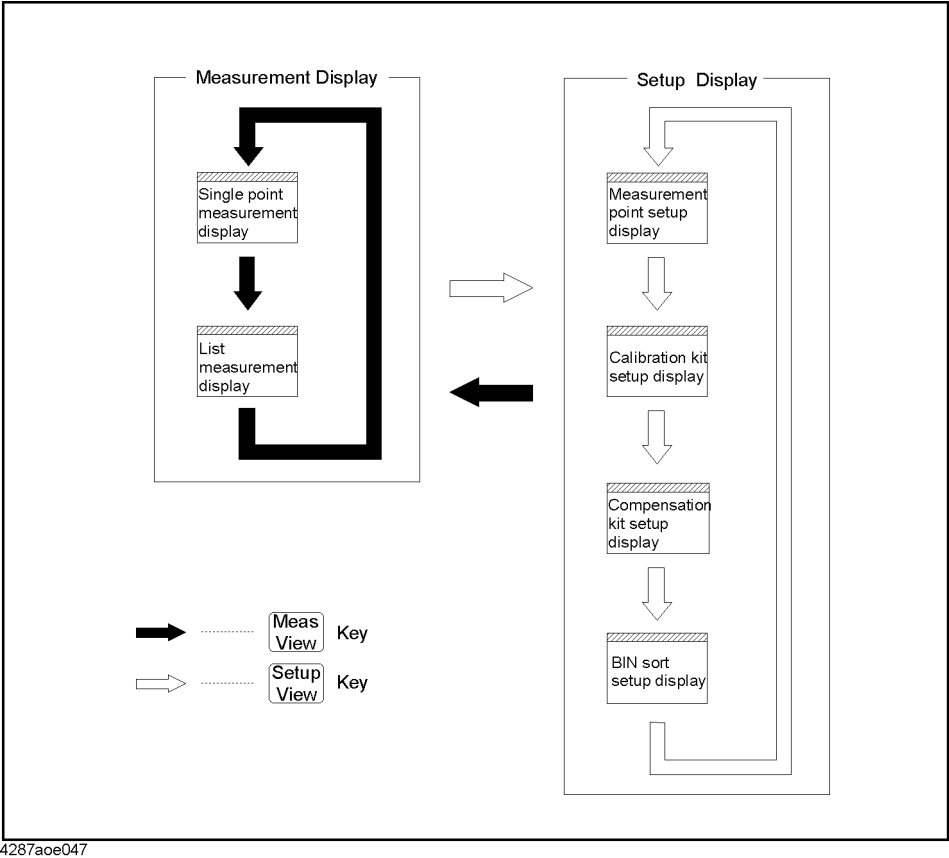 Measurement Display
Single point
measurement
display
List
measurement
display
Setup Display
Measurement
point setup
display
Calibration kit
setup display
Compensation
kit setup
display
BIN sort
setup display
Meas
View
Key
Setup
View
Key
4287aoe047